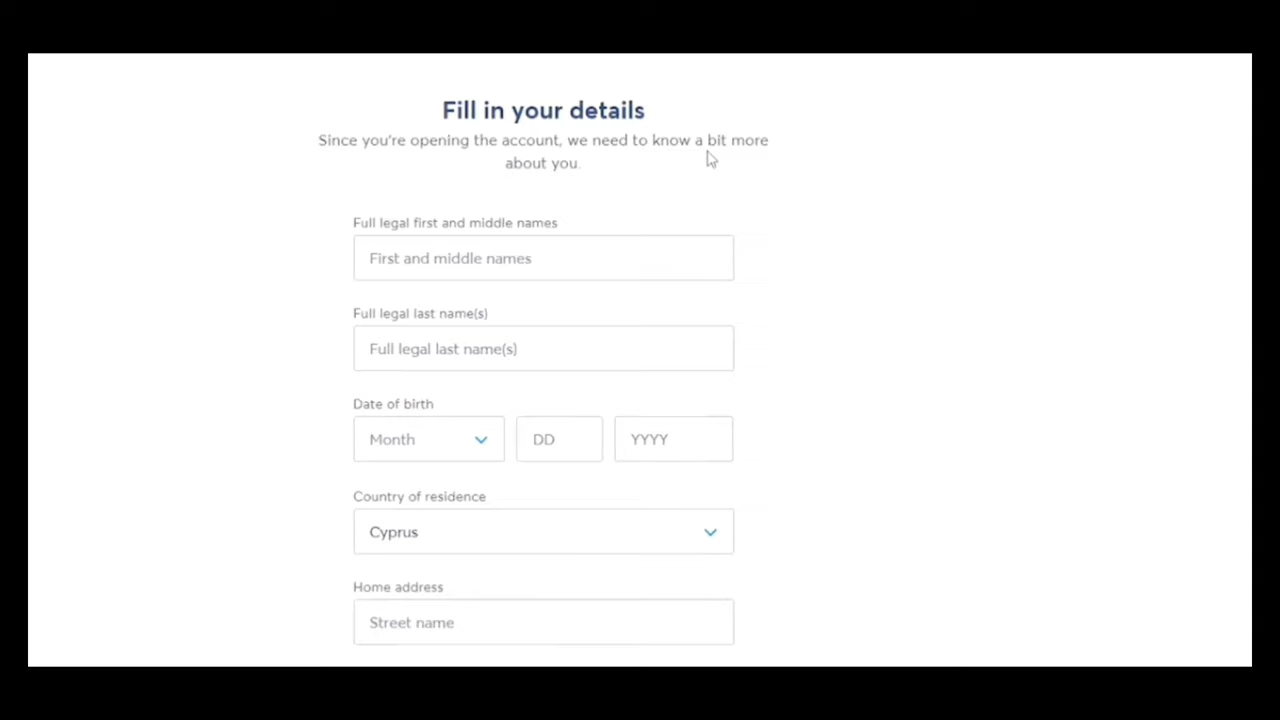 Fill in your details
Since you're opening the account, we need to know a bit more
about you.
Full legal first and middle names
First and middle names
Full legal last name(s)
Full legal last name(s)
Date of birth
Month DD YYYY
Country of residence
Cyprus
Home address
Street name